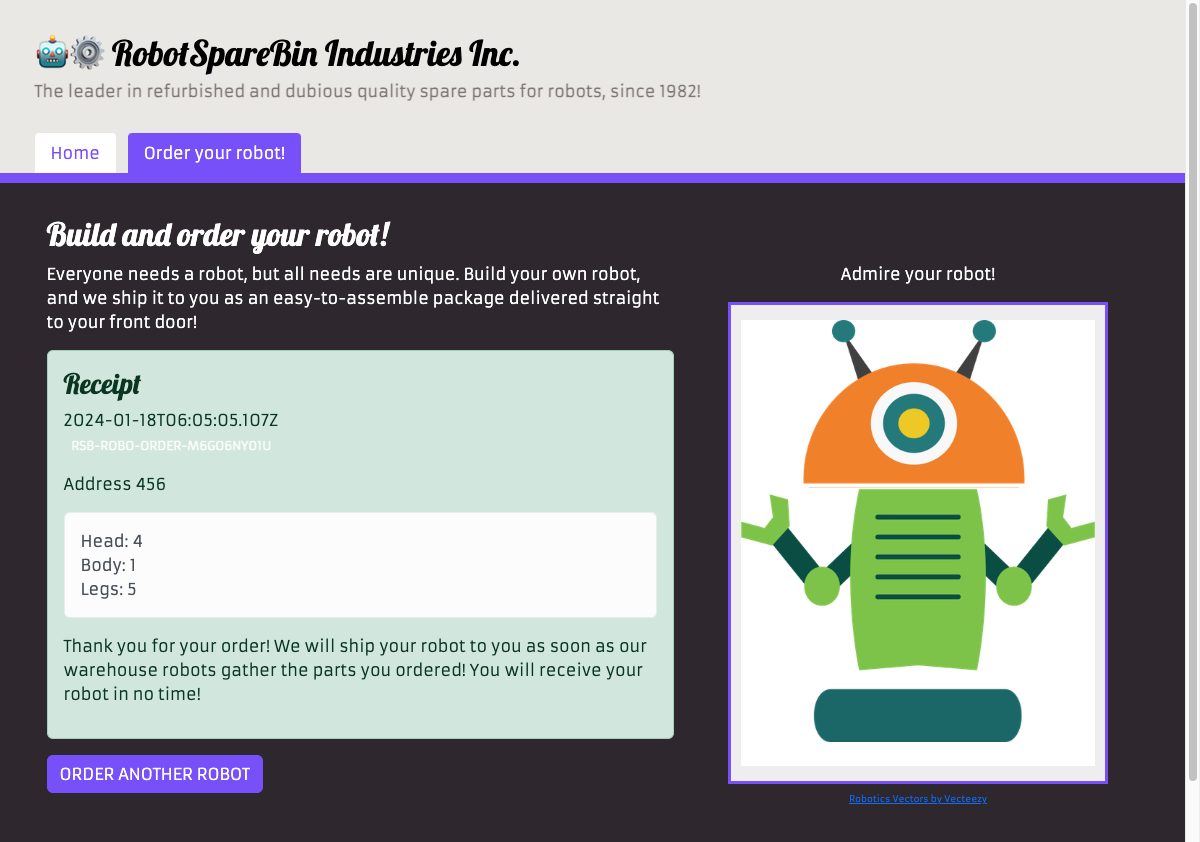 RobotSpareBin Industries Inc.
The leader in refurbished and dubious quality spare parts for robots, since 1982!
Home
Order your robot!
Build and order your robot!
Everyone needs a robot, but all needs are unique. Build your own robot,
and we ship it to you as an easy-to-assemble package delivered straight
to your front door!
Receipt
2024-01-18T06:05:05.107Z
RSB-ROBO-ORDER-M6GO6NYD1U
Address 456
Head: 4
Body: 1
Legs: 5
Thank you for your order! We will ship your robot to you as soon as our
warehouse robots gather the parts you ordered! You will receive your
robot in no time!
ORDER ANOTHER ROBOT
Admire your robot!
Robotics Vectors by Vecteezy